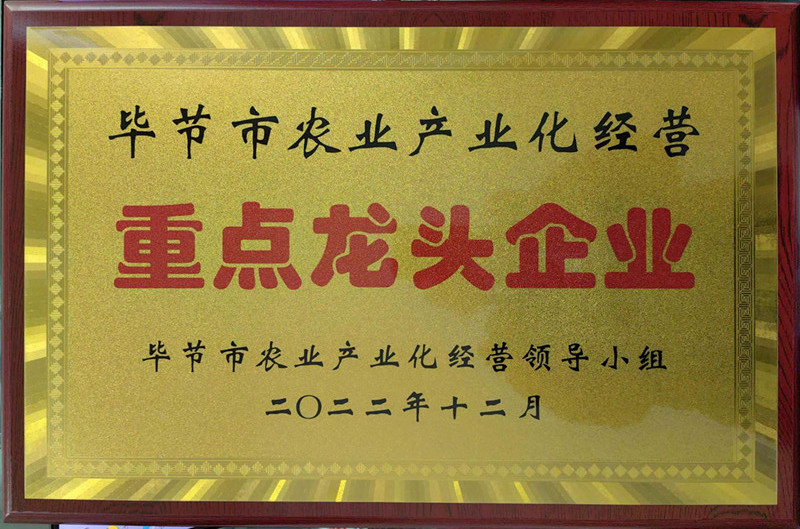 毕节市农业产业化经营
重点龙头企业
毕节市农业产业化经营领导小组
二〇二二年十二月